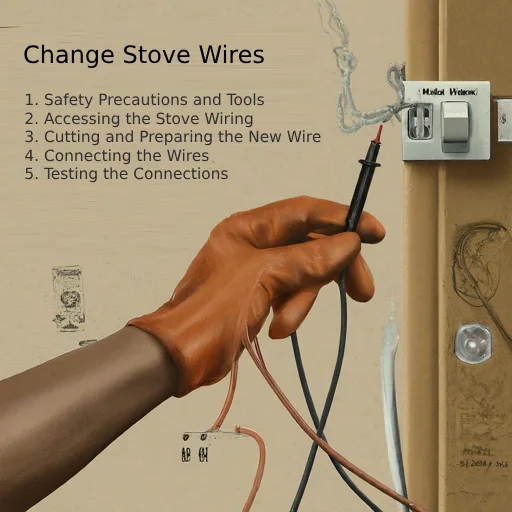 Change Stove Wires
1. Safety Precautions and Tools
2. Accessing the Stove Wiring
3. Cutting and Preparing the New Wire
4. Connecting the Wires
5. Testing the Connections